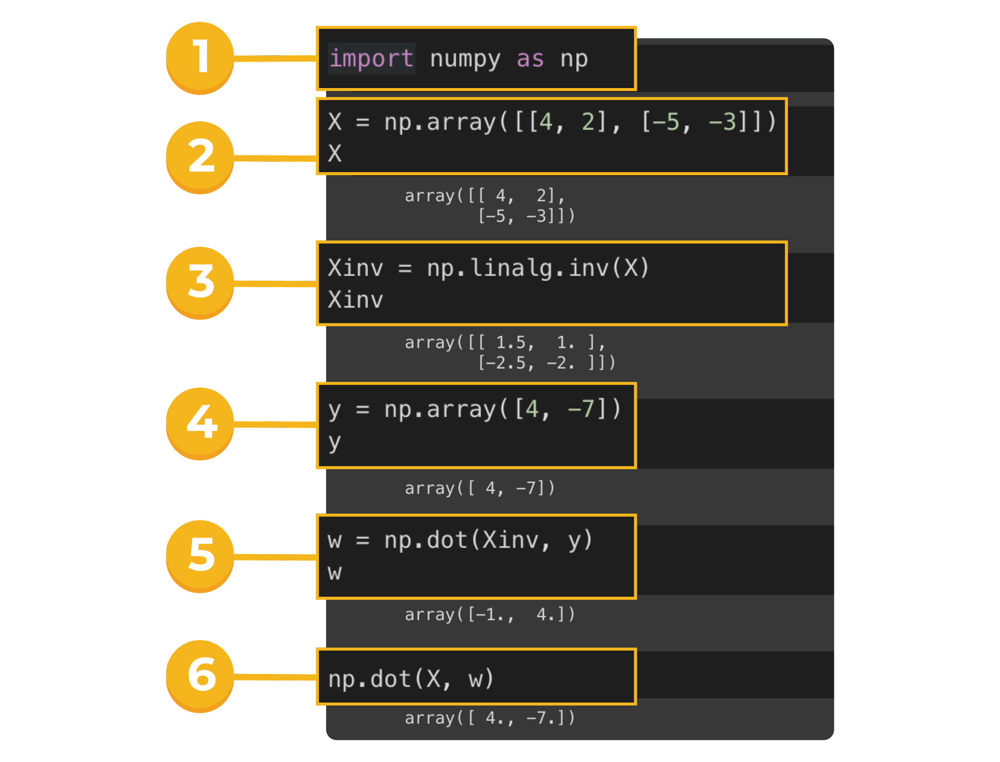 1
import numpy as np
2
X = np.array([[4, 2], [−5, −3]])
X
array([[ 4,  2],
       [−5, −3]])
3
Xinv = np.linalg.inv(X)
Xinv
array([[ 1.5,  1. ],
       [−2.5, −2. ]])
4
y = np.array([4, −7])
y
array([ 4, −7])
5
w = np.dot(Xinv, y)
w
array([−1.,  4.])
6
np.dot(X, w)
array([ 4., −7.])